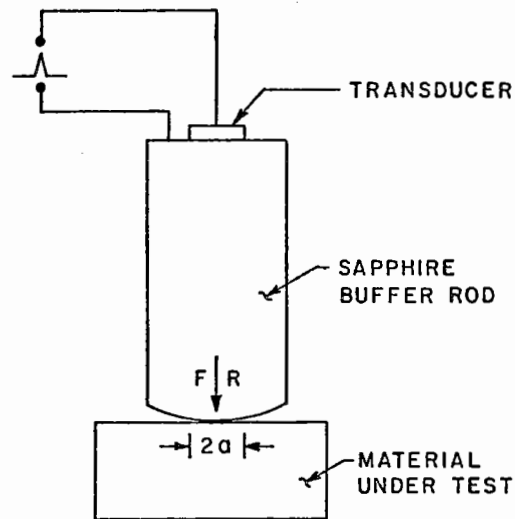 TRANSDUCER
SAPPHIRE
BUFFER ROD
F R
2a
MATERIAL
UNDER TEST